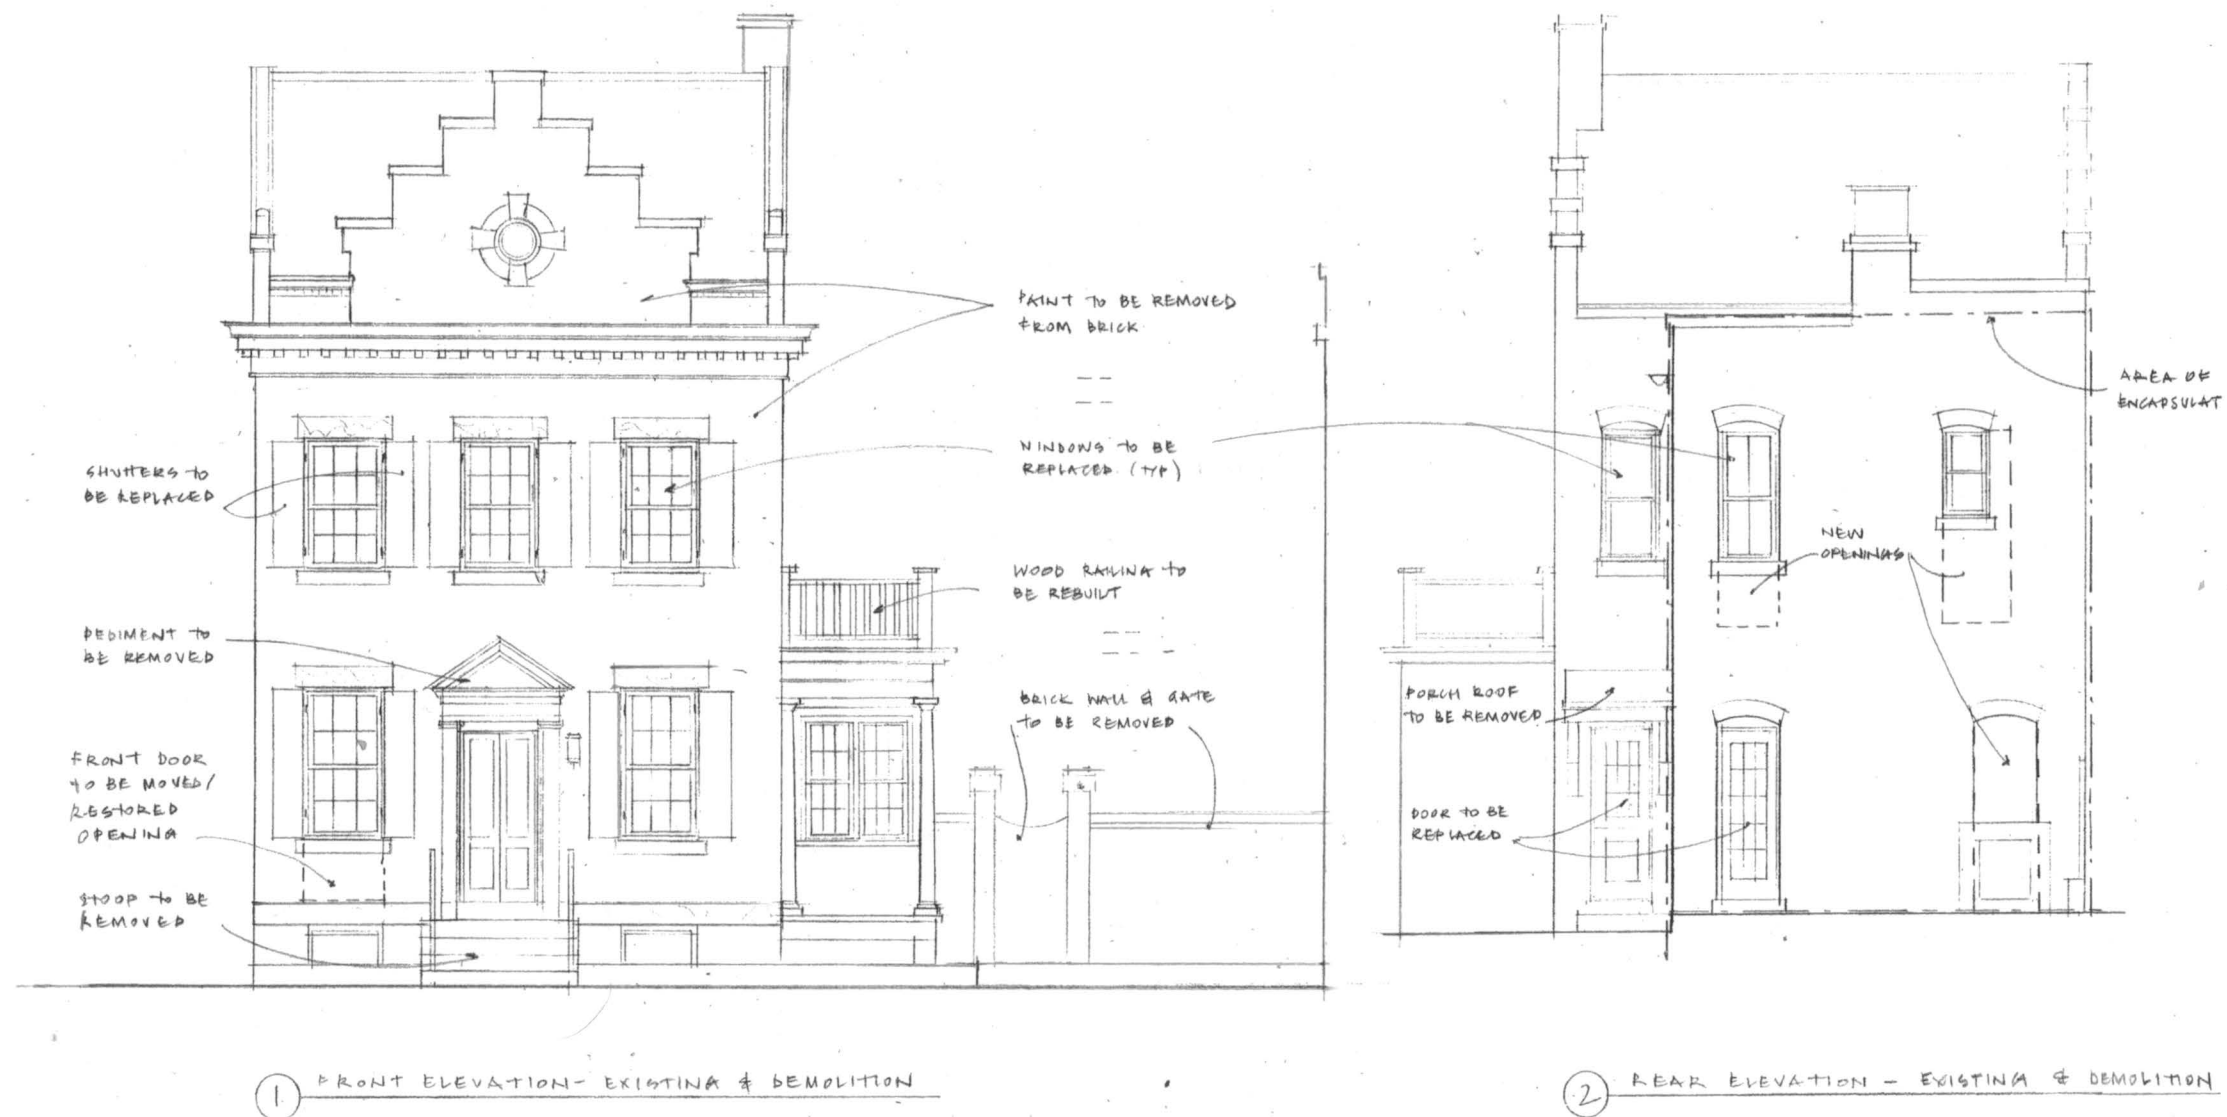 PAINT TO BE REMOVED
FROM BRICK
WINDOWS TO BE
REPLACED (TYP)
SHUTTERS TO
BE REPLACED
WOOD RAILING TO
BE REBUILT
PEDIMENT TO
BE REMOVED
BRICK WALL & GATE
TO BE REMOVED
FRONT DOOR
TO BE MOVED/
RESTORED
OPENING
STOOP TO BE
REMOVED
1 FRONT ELEVATION - EXISTING & DEMOLITION
AREA OF
ENCAPSULAT
NEW
OPENINGS
PORCH ROOF
TO BE REMOVED
DOOR TO BE
REPLACED
2 REAR ELEVATION - EXISTING & DEMOLITION